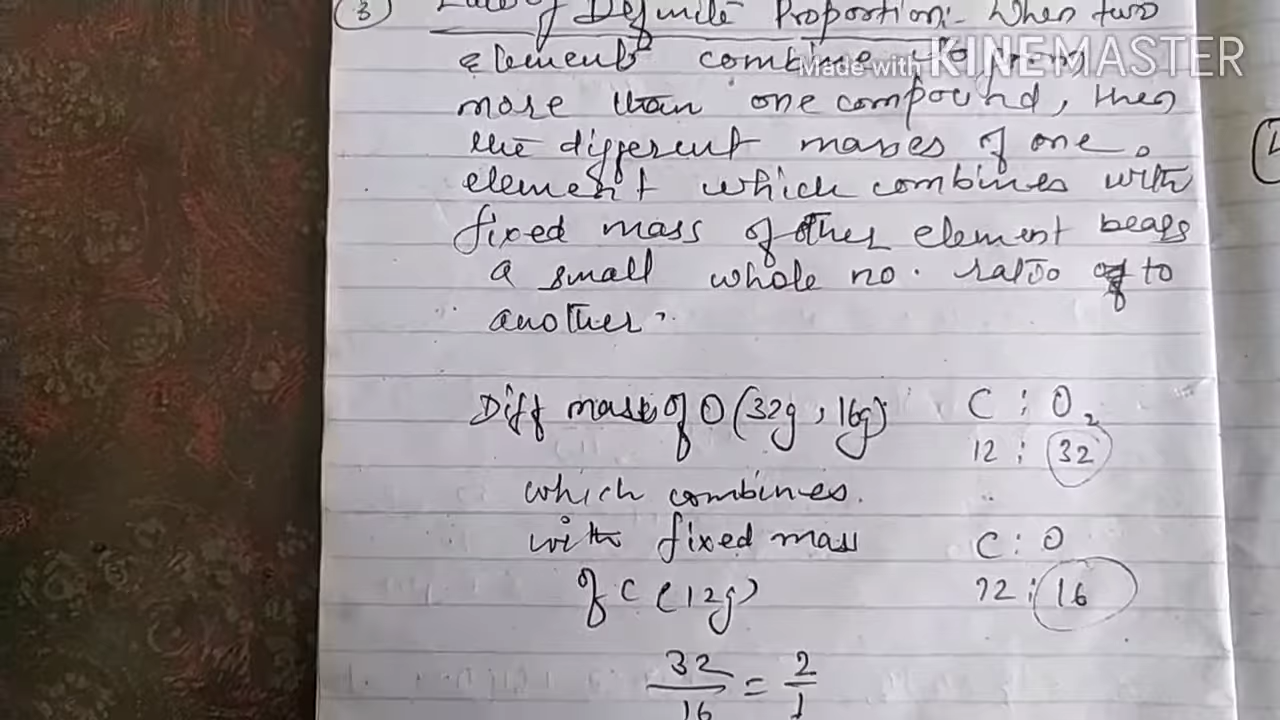 3 Law of Definite Proportion:- When two
elements combine to form
Made with KINEMASTER
more than one compound, then
the different masses of one
element which combines with
fixed mass of other element bears
a small whole no. ratio of to
another.
Diff mass of O (32g, 16g) C : O₂
12 : 32
which combines.
with fixed mass C : O
of C (12g) 12 : 16
32/16 = 2/1